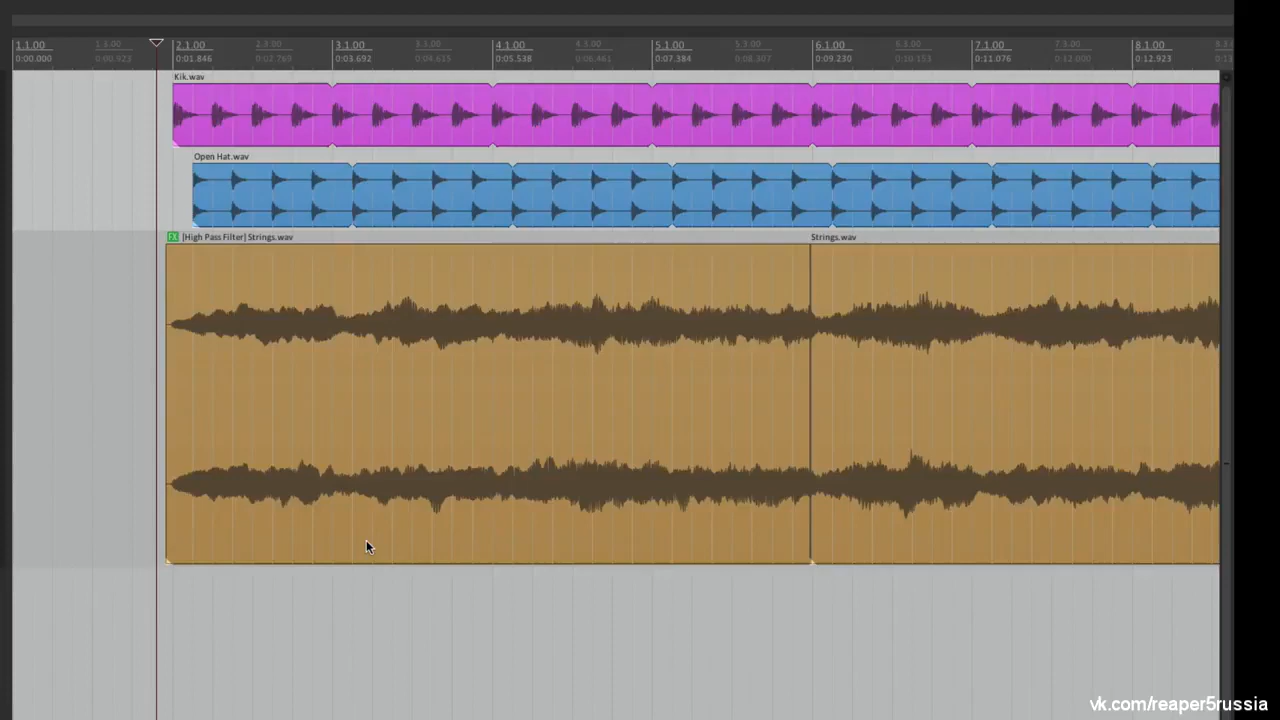 1.1.00 1.3.00 2.1.00 2.3.00 3.1.00 3.3.00 4.1.00 4.3.00 5.1.00 5.3.00 6.1.00 6.3.00 7.1.00 7.3.00 8.1.00
0:00.000 0:00.923 0:01.846 0:02.769 0:03.692 0:04.615 0:05.538 0:06.461 0:07.384 0:08.307 0:09.230 0:10.153 0:11.076 0:12.000 0:12.923 0:13
Kik.wav
Open Hat.wav
FX [High Pass Filter] Strings.wav Strings.wav
vk.com/reaper5russia